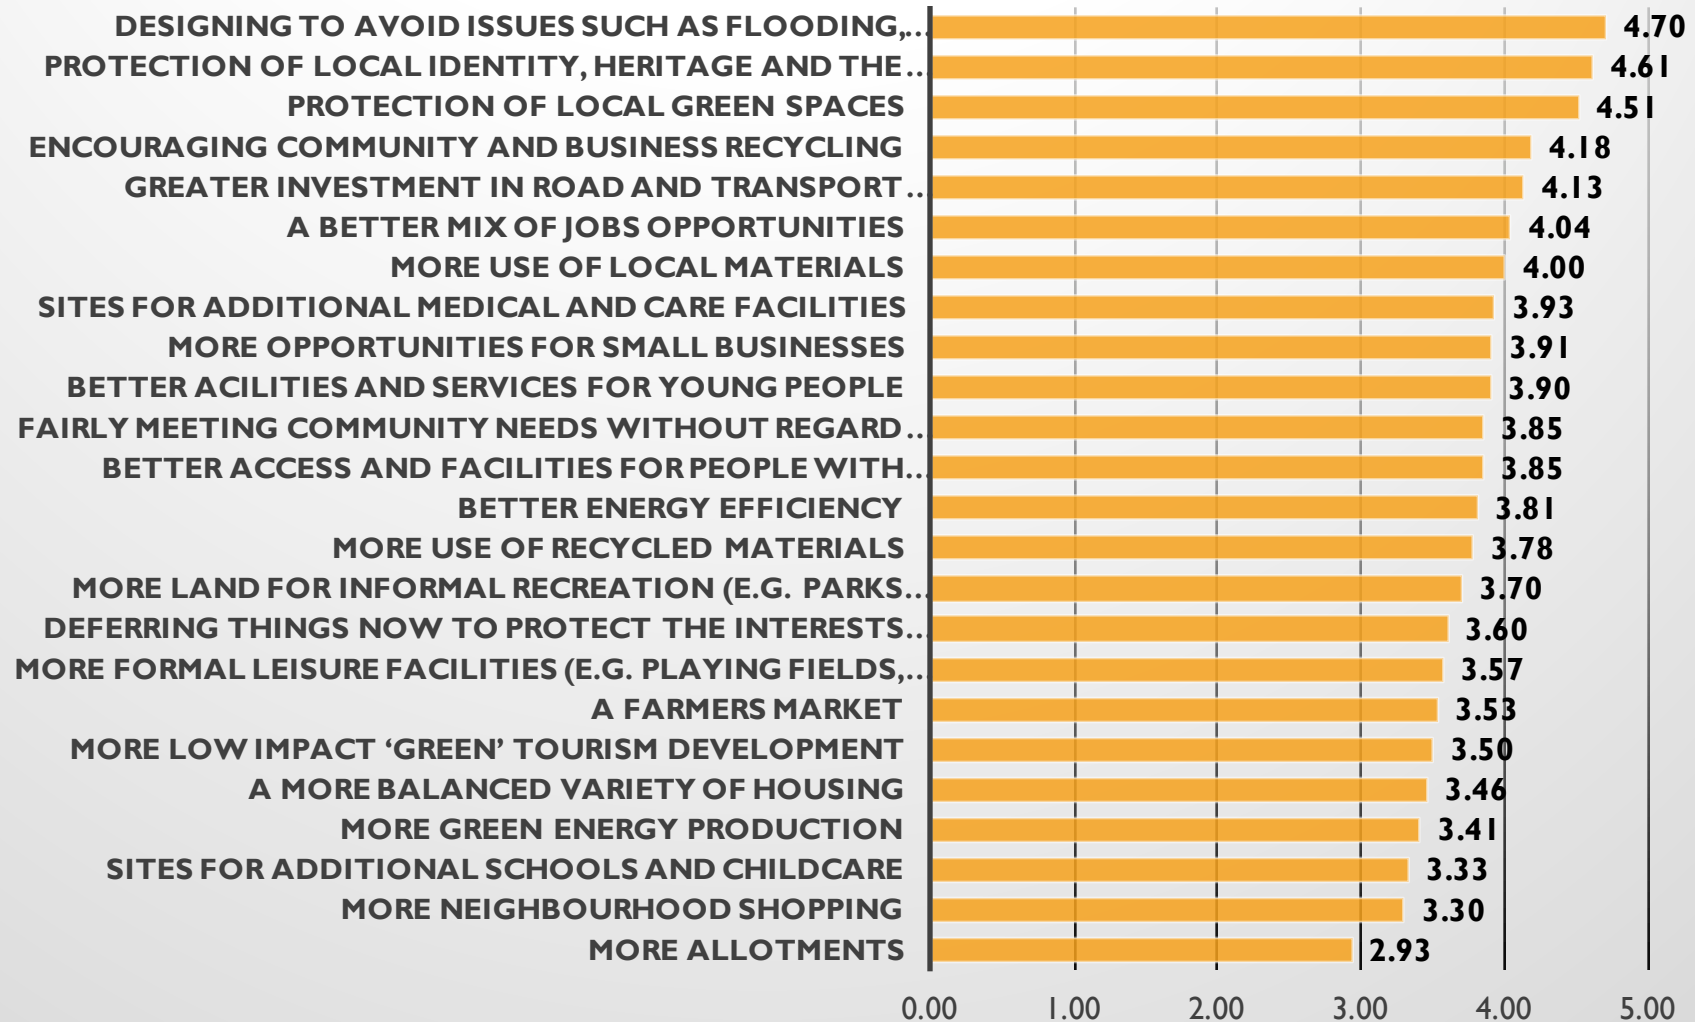 DESIGNING TO AVOID ISSUES SUCH AS FLOODING,… 4.70
PROTECTION OF LOCAL IDENTITY, HERITAGE AND THE… 4.61
PROTECTION OF LOCAL GREEN SPACES 4.51
ENCOURAGING COMMUNITY AND BUSINESS RECYCLING 4.18
GREATER INVESTMENT IN ROAD AND TRANSPORT… 4.13
A BETTER MIX OF JOBS OPPORTUNITIES 4.04
MORE USE OF LOCAL MATERIALS 4.00
SITES FOR ADDITIONAL MEDICAL AND CARE FACILITIES 3.93
MORE OPPORTUNITIES FOR SMALL BUSINESSES 3.91
BETTER ACILITIES AND SERVICES FOR YOUNG PEOPLE 3.90
FAIRLY MEETING COMMUNITY NEEDS WITHOUT REGARD… 3.85
BETTER ACCESS AND FACILITIES FOR PEOPLE WITH… 3.85
BETTER ENERGY EFFICIENCY 3.81
MORE USE OF RECYCLED MATERIALS 3.78
MORE LAND FOR INFORMAL RECREATION (E.G. PARKS… 3.70
DEFERRING THINGS NOW TO PROTECT THE INTERESTS… 3.60
MORE FORMAL LEISURE FACILITIES (E.G. PLAYING FIELDS,… 3.57
A FARMERS MARKET 3.53
MORE LOW IMPACT ‘GREEN’ TOURISM DEVELOPMENT 3.50
A MORE BALANCED VARIETY OF HOUSING 3.46
MORE GREEN ENERGY PRODUCTION 3.41
SITES FOR ADDITIONAL SCHOOLS AND CHILDCARE 3.33
MORE NEIGHBOURHOOD SHOPPING 3.30
MORE ALLOTMENTS 2.93
0.00 1.00 2.00 3.00 4.00 5.00